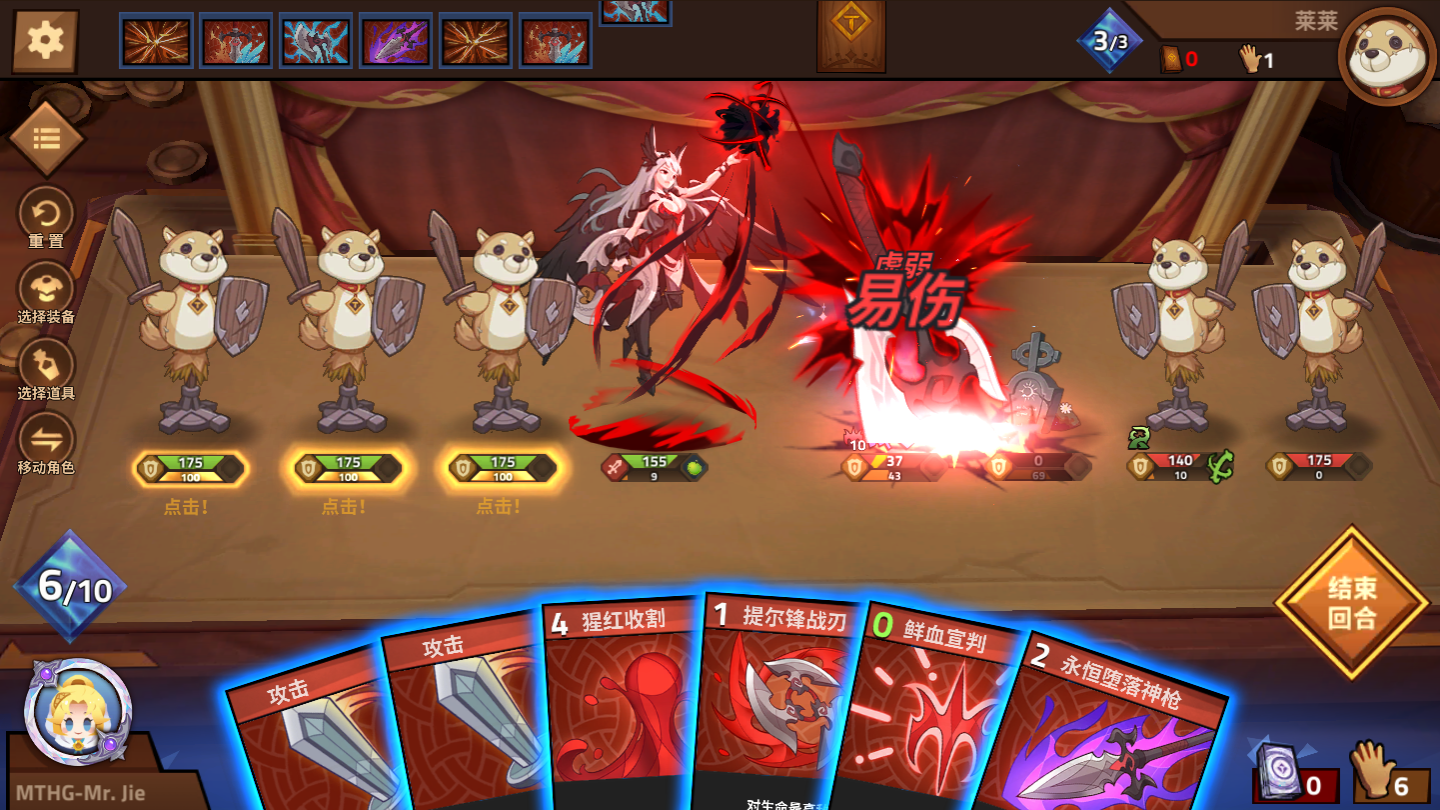 莱莱
3/3
0
1
重置
选择装备
选择道具
移动角色
虚弱
易伤
175
100
175
100
175
100
155
9
10
37
43
0
69
140
10
175
0
点击!
点击!
点击!
6/10
结束
回合
攻击
攻击
4 猩红收割
1 提尔锋战刃
0 鲜血宣判
2 永恒堕落神枪
MTHG-Mr. Jie
0
6